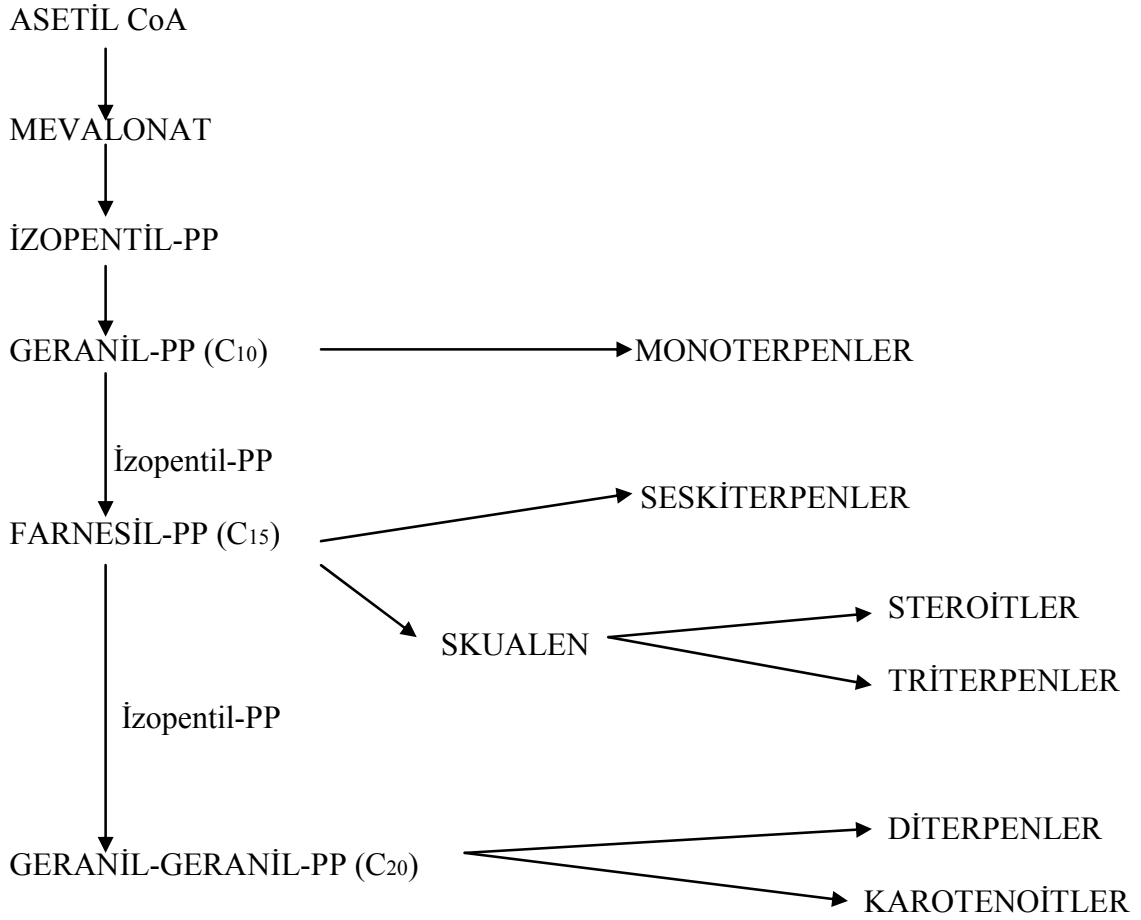 ASETİL CoA
MEVALONAT
İZOPENTİL-PP
GERANİL-PP (C10)
MONOTERPENLER
İzopentil-PP
SESKİTERPENLER
FARNESİL-PP (C15)
STEROİTLER
SKUALEN
TRİTERPENLER
İzopentil-PP
DİTERPENLER
GERANİL-GERANİL-PP (C20)
KAROTENOİTLER